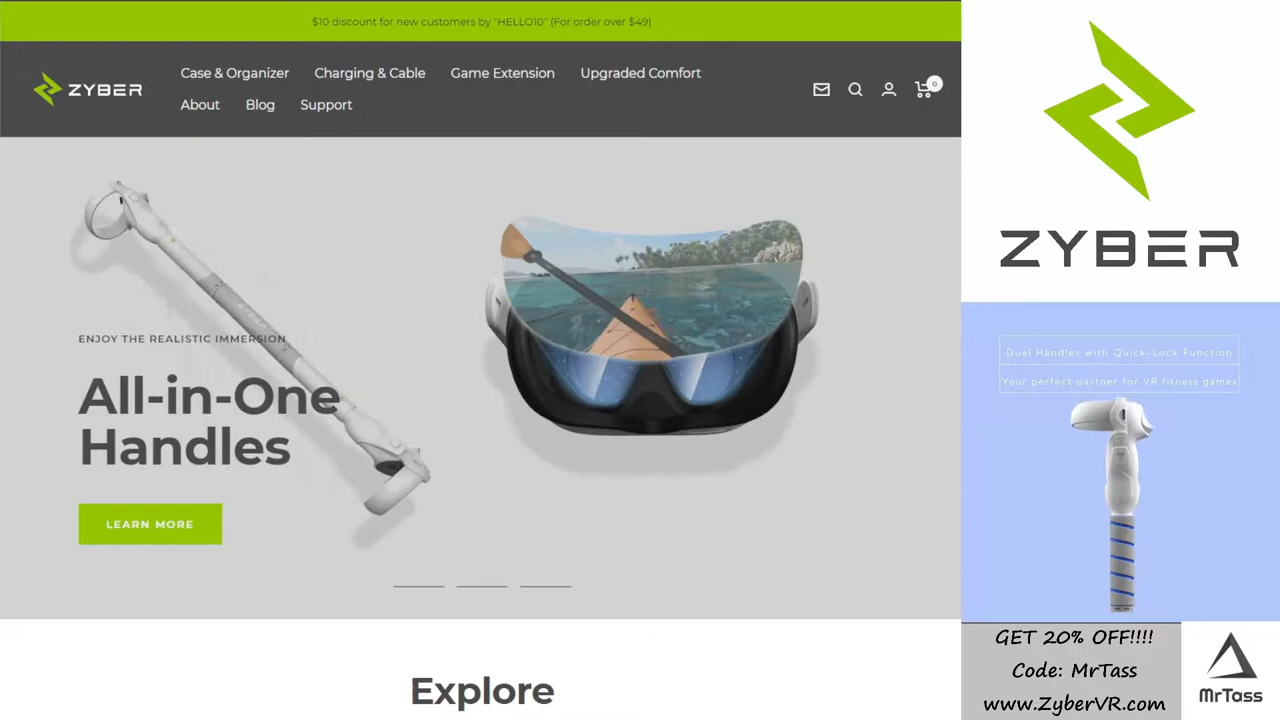 $10 discount for new customers by "HELLO10" (For order over $49)
ZYBER
Case & Organizer Charging & Cable Game Extension Upgraded Comfort
About Blog Support
0
ENJOY THE REALISTIC IMMERSION
All-in-One
Handles
LEARN MORE
Explore
ZYBER
Dual Handles with Quick-Lock Function
Your perfect partner for VR fitness games
GET 20% OFF!!!!
Code: MrTass
www.ZyberVR.com
MrTass